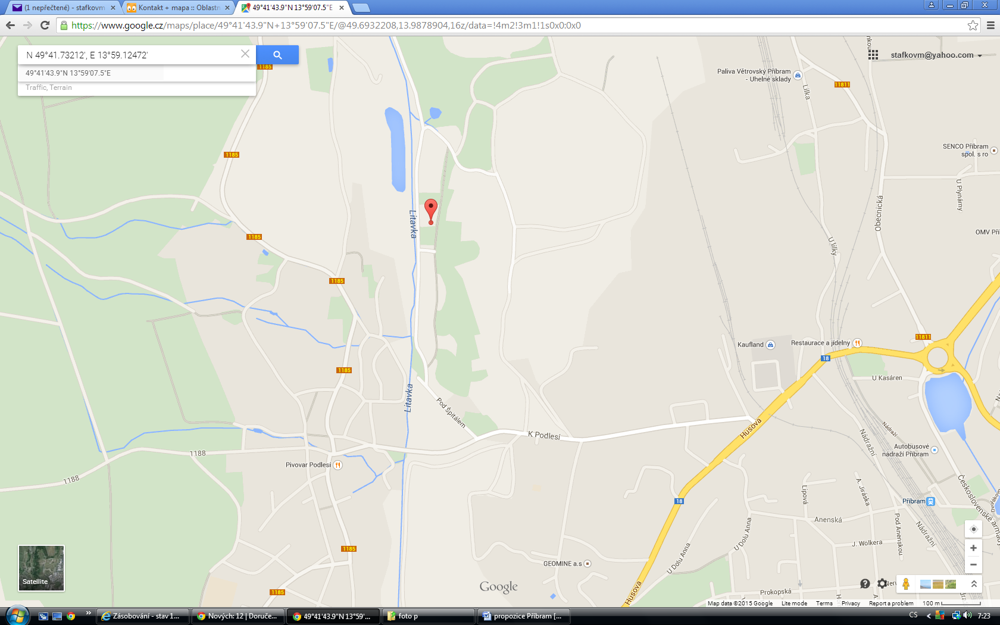 (1 nepřečtené) - stafkovm
Kontakt + mapa :: Oblastn
49°41'43.9"N 13°59'07.5"E
https://www.google.cz/maps/place/49°41'43.9"N+13°59'07.5"E/@49.6932208,13.9878904,16z/data=!4m2!3m1!1s0x0:0x0
N 49°41.73212', E 13°59.12472'
49°41'43.9"N 13°59'07.5"E
Traffic, Terrain
stafkovm@yahoo.com
1185
Paliva Větrovský Příbram
- Uhelné sklady
11811
Lilka
SENCO Příbram
spol. s ro
1185
U Plynárny
Obecnická
Litavka
OMV Pří
1185
U lilky
1185
11811
Kaufland
Restaurace a jídelny
18
1185
U Kasáren
Litavka
Pod Špitálem
Husova
K Podlesí
Nádražní
Nádražní
Autobusové
nádraží Příbram
1188
Pivovar Podlesí
1188
Lipová
A. Jiráska
Československé armády
18
Příbram
Anenská
Pod Anenskou
Nádražní
U Dolu Anna
J. Wolkera
U Dolu Anna
1185
GEOMINE a.s
Satellite
Google
Husova
Prokopská
1185
Map data ©2015 Google
Lite mode
Terms
Privacy
Report a problem
100 m
Zásobování - stav 1...
Nových: 12 | Doruče...
49°41'43.9"N 13°59'...
foto p
propozice Příbram [...
CS
7:23